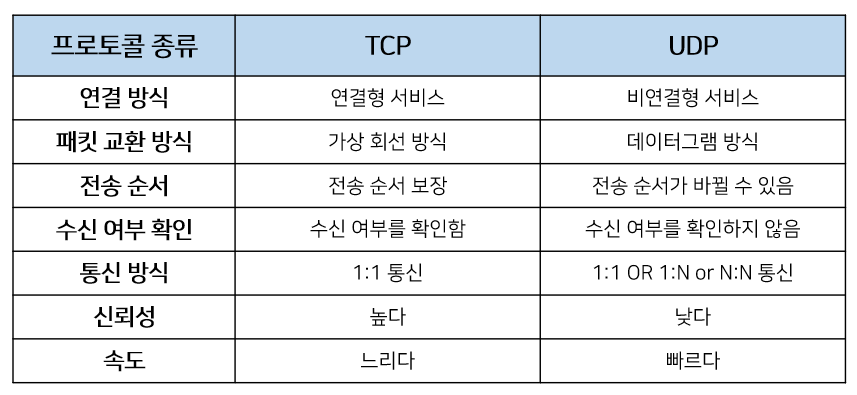 프로토콜 종류 TCP UDP
연결 방식 연결형 서비스 비연결형 서비스
패킷 교환 방식 가상 회선 방식 데이터그램 방식
전송 순서 전송 순서 보장 전송 순서가 바뀔 수 있음
수신 여부 확인 수신 여부를 확인함 수신 여부를 확인하지 않음
통신 방식 1:1 통신 1:1 OR 1:N or N:N 통신
신뢰성 높다 낮다
속도 느리다 빠르다